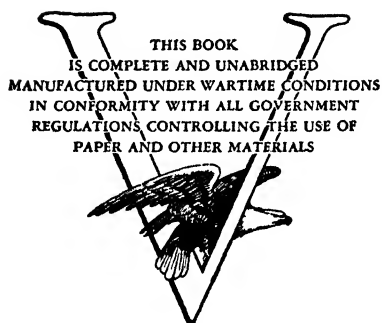 THIS BOOK
IS COMPLETE AND UNABRIDGED
MANUFACTURED UNDER WARTIME CONDITIONS
IN CONFORMITY WITH ALL GOVERNMENT
REGULATIONS CONTROLLING THE USE OF
PAPER AND OTHER MATERIALS